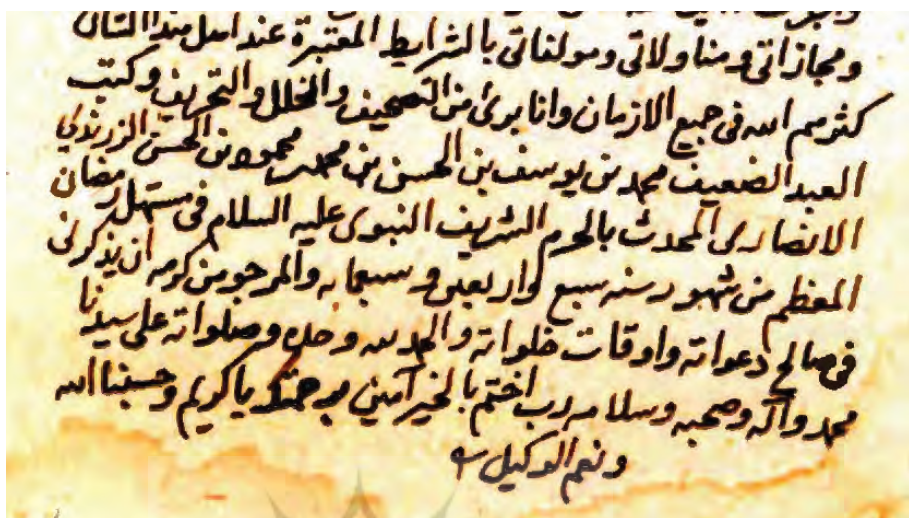 ومجازاتي ومناولاتي ومولفاتي بالشرايط المعتبرة عند اهل هذا الشان
كثرهم الله في جميع الازمان وانا برئ من التصحيف والخلل والتحريف وكتب
العبد الضعيف محمد بن يوسف بن الحسن بن محمد بن محمود بن الحسن الزرندي
الانصاري المحدث بالحرم الشريف النبوي عليه السلام في مستهل رمضان
المعظم من شهور سنه سبع واربعين وسبعمايه والمرجو من كرمه ان يذكرني
في صالح دعواته واوقات خلواته والحمد لله وحده وصلواته على سيدنا
محمد واله وصحبه وسلامه رب اختم بالخير آمين برحمتك يا كريم وحسبنا الله
ونعم الوكيل